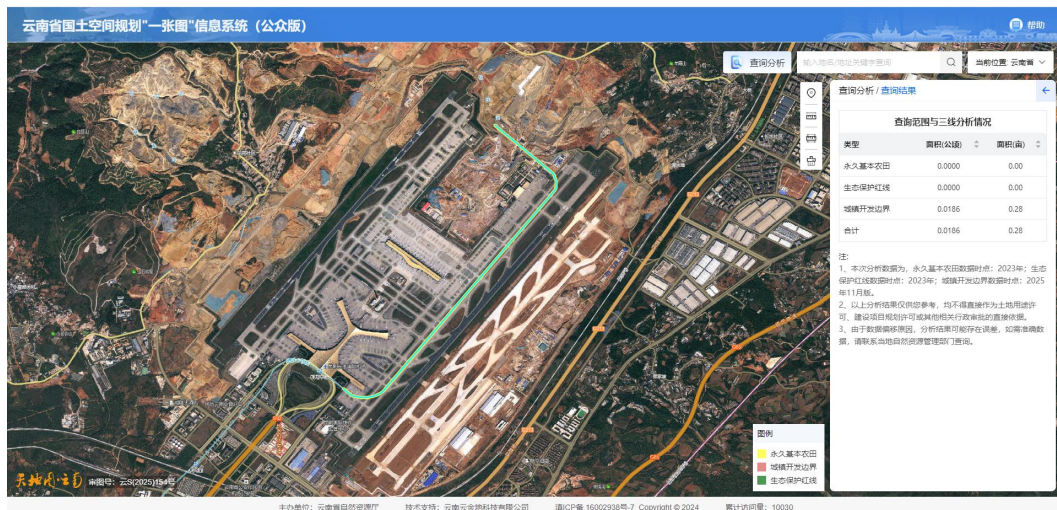 云南省国土空间规划"一张图"信息系统（公众版）
帮助
查询分析
输入地名/地址关键字查询
当前位置: 云南省
查询分析 / 查询结果
查询范围与三线分析情况
类型 面积(公顷) 面积(亩)
永久基本农田 0.0000 0.00
生态保护红线 0.0000 0.00
城镇开发边界 0.0186 0.28
合计 0.0186 0.28
注:
1、本次分析数据为，永久基本农田数据时点：2023年；生态
保护红线数据时点：2023年；城镇开发边界数据时点：2025
年11月版。
2、以上分析结果仅供您参考，均不得直接作为土地用途许
可、建设项目规划许可或其他相关行政审批的直接依据。
3、由于数据偏移原因，分析结果可能存在误差，如需准确数
据，请联系当地自然资源管理部门查询。
图例
永久基本农田
城镇开发边界
生态保护红线
天地图·云南
审图号：云S(2025)154号
主办单位：云南省自然资源厅 技术支持：云南云金地科技有限公司 滇ICP备 16002938号-7 Copyright © 2024 累计访问量：10030